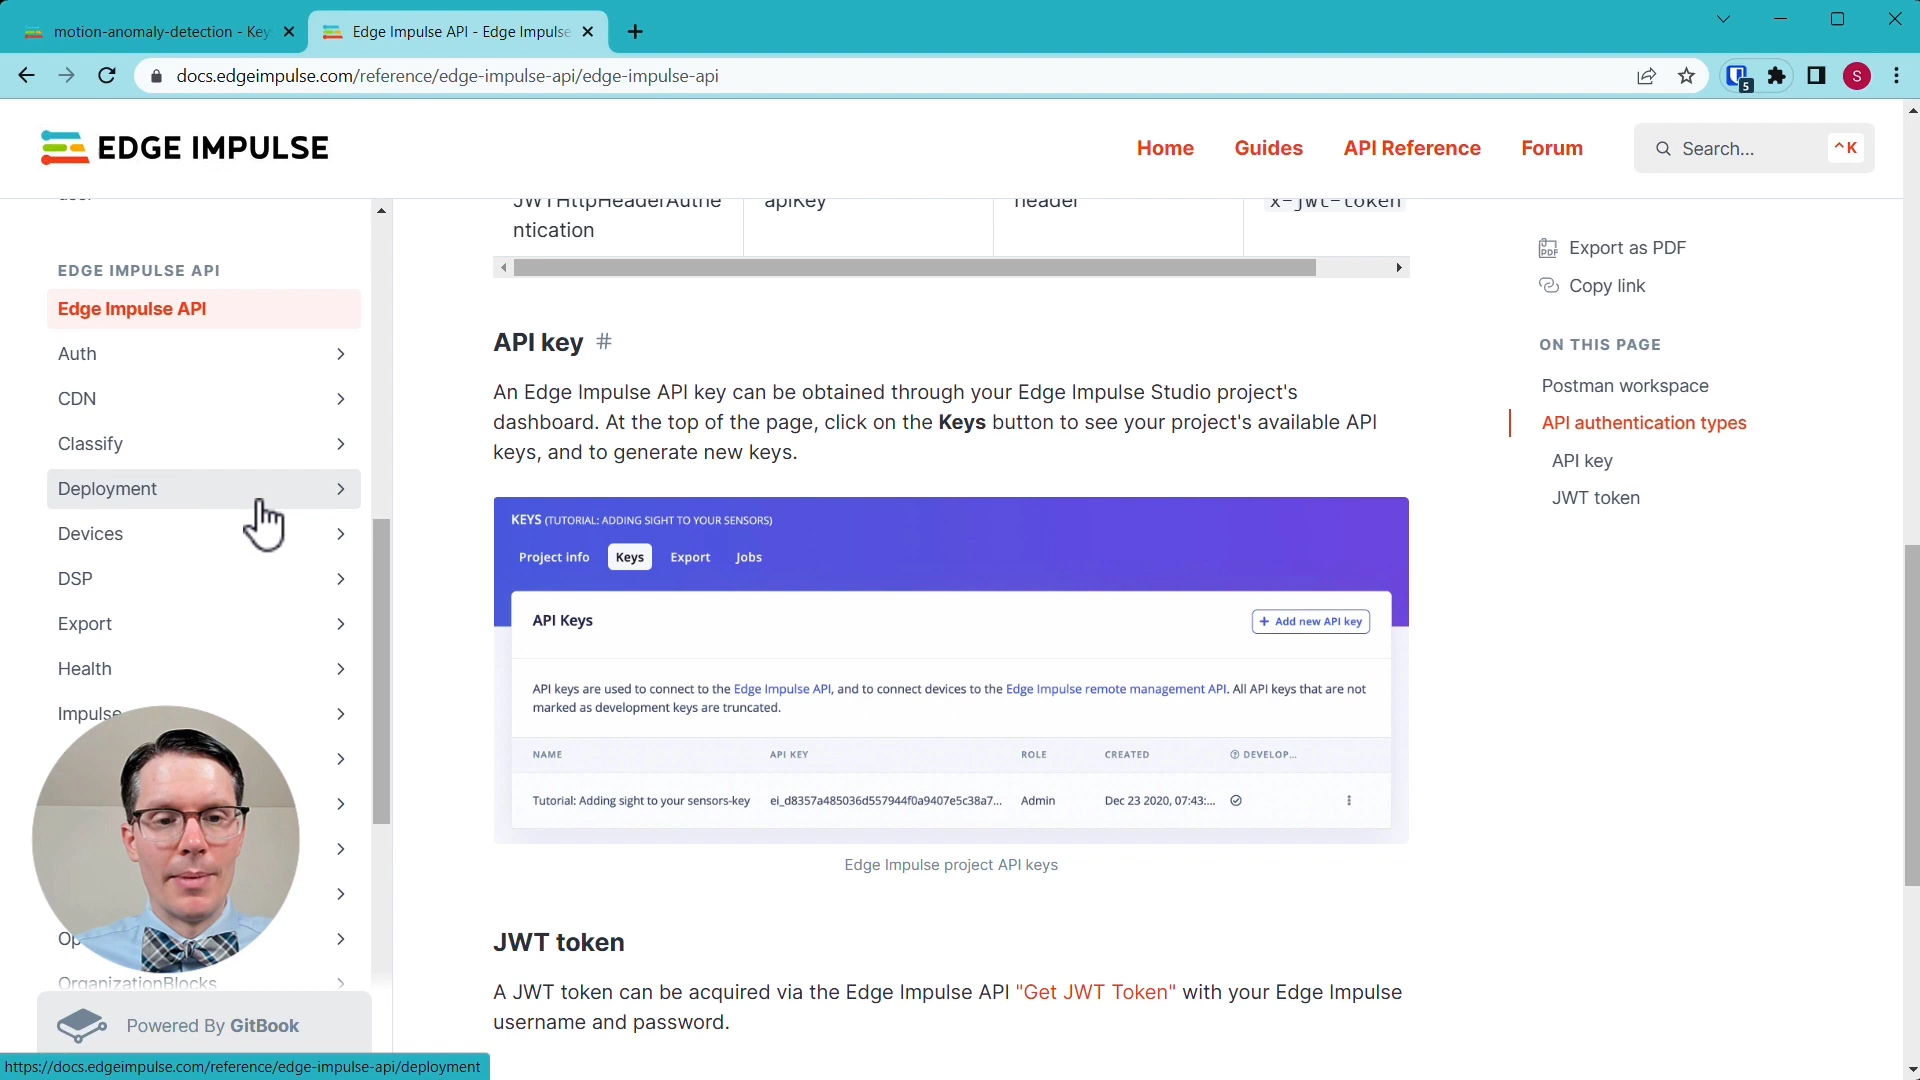 motion-anomaly-detection - Key
Edge Impulse API - Edge Impulse
docs.edgeimpulse.com/reference/edge-impulse-api/edge-impulse-api
5
S
EDGE IMPULSE
Home
Guides
API Reference
Forum
Search...
^K
user
EDGE IMPULSE API
Edge Impulse API
Auth
CDN
Classify
Deployment
Devices
DSP
Export
Health
Impulse
Op
OrganizationBlocks
Powered By GitBook
https://docs.edgeimpulse.com/reference/edge-impulse-api/deployment
JWTHttpHeaderAuthe
ntication
apiKey
header
x-jwt-token
API key #
An Edge Impulse API key can be obtained through your Edge Impulse Studio project's
dashboard. At the top of the page, click on the Keys button to see your project's available API
keys, and to generate new keys.
KEYS (TUTORIAL: ADDING SIGHT TO YOUR SENSORS)
Project info
Keys
Export
Jobs
API Keys
+ Add new API key
API keys are used to connect to the Edge Impulse API, and to connect devices to the Edge Impulse remote management API. All API keys that are not
marked as development keys are truncated.
NAME
API KEY
ROLE
CREATED
DEVELOP...
Tutorial: Adding sight to your sensors-key
ei_d8357a485036d557944f0a9407e5c38a7...
Admin
Dec 23 2020, 07:43:...
Edge Impulse project API keys
JWT token
A JWT token can be acquired via the Edge Impulse API "Get JWT Token" with your Edge Impulse
username and password.
PDF
Export as PDF
Copy link
ON THIS PAGE
Postman workspace
API authentication types
API key
JWT token